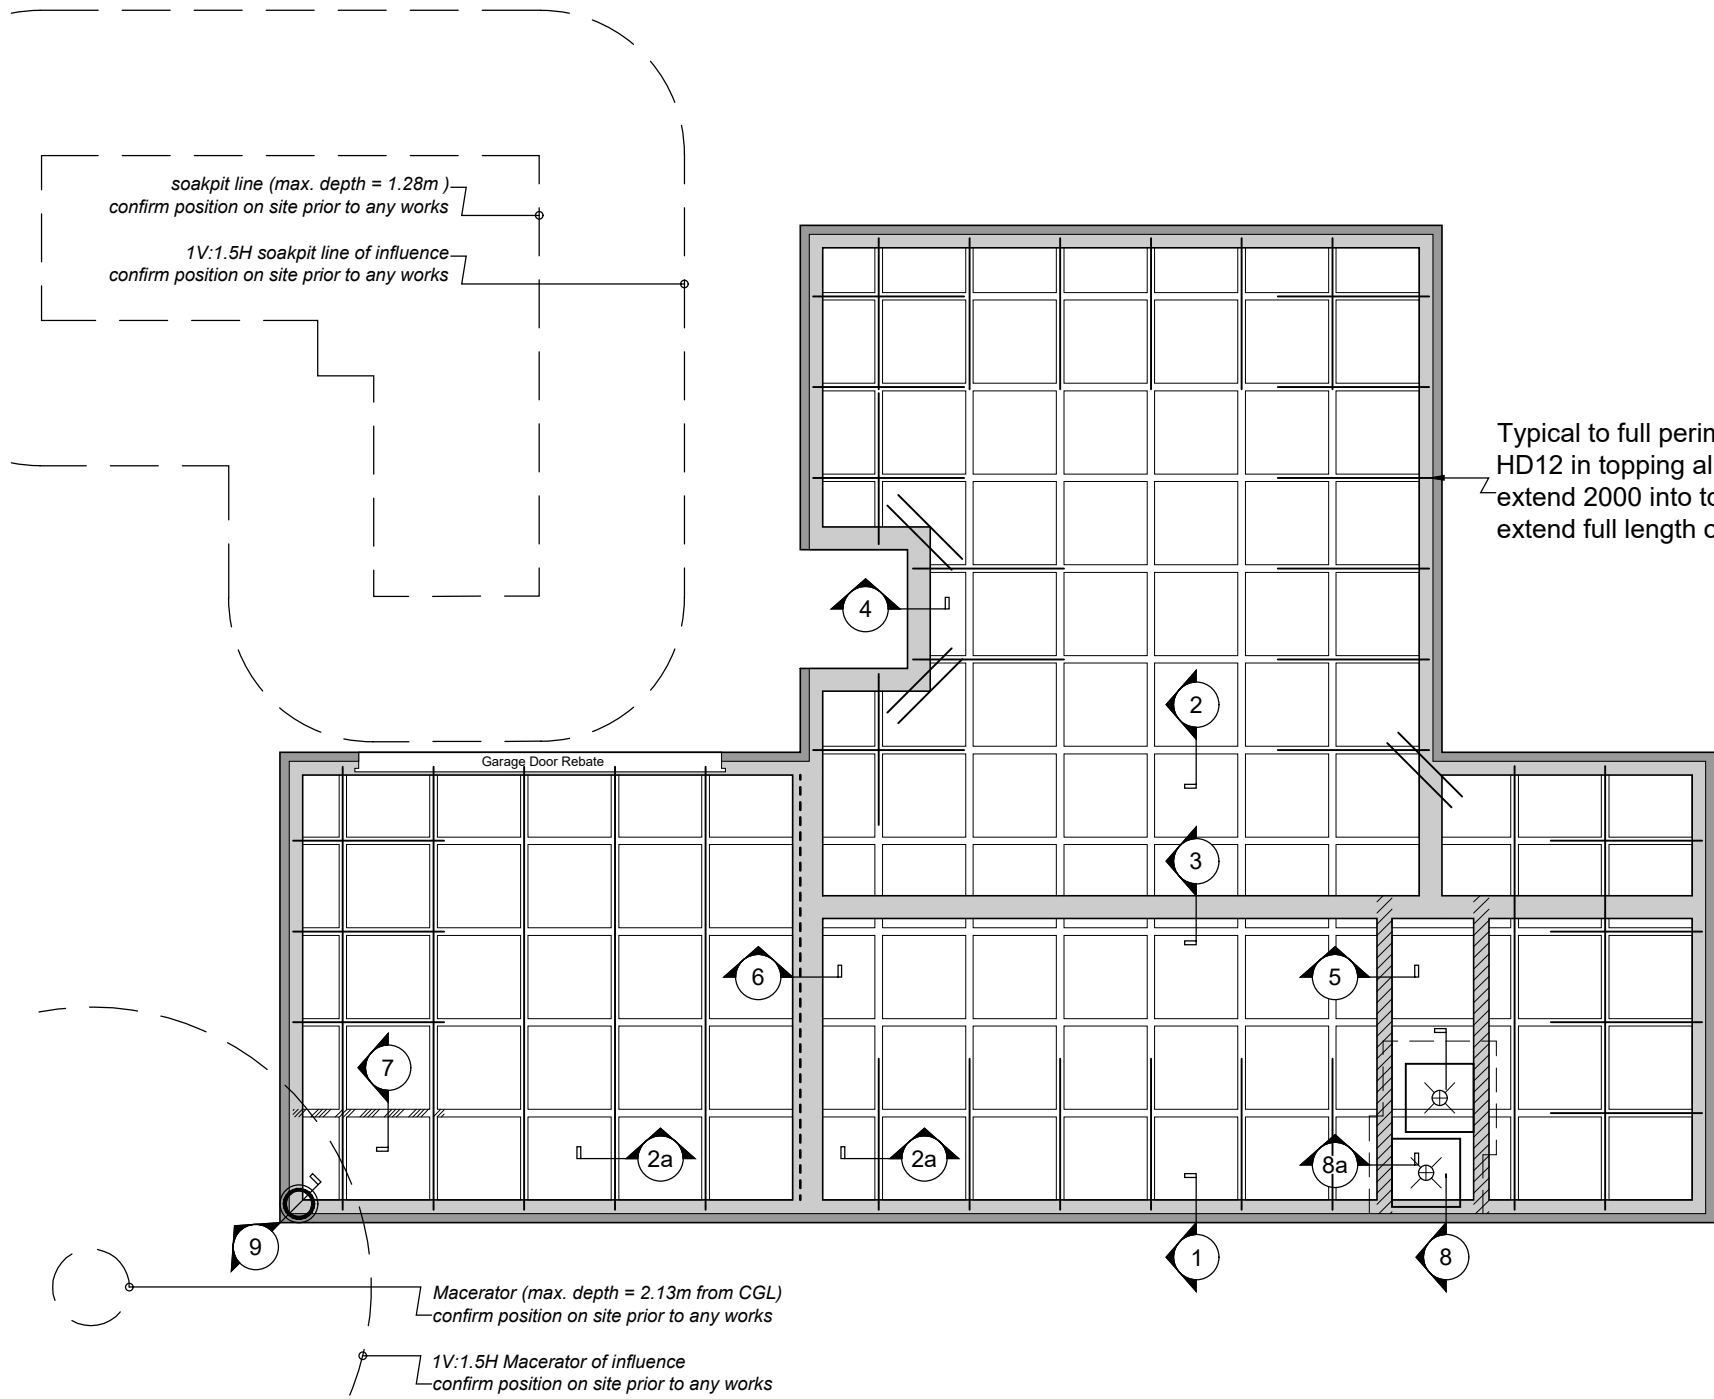 soakpit line (max. depth = 1.28m )
confirm position on site prior to any works
1V:1.5H soakpit line of influence
confirm position on site prior to any works
Typical to full
HD12 in topping
extend 2000 into
extend full length
4
2
Garage Door Rebate
3
6
5
7
2a
2a
8a
9
1
8
Macerator (max. depth = 2.13m from CGL)
confirm position on site prior to any works
1V:1.5H Macerator of influence
confirm position on site prior to any works